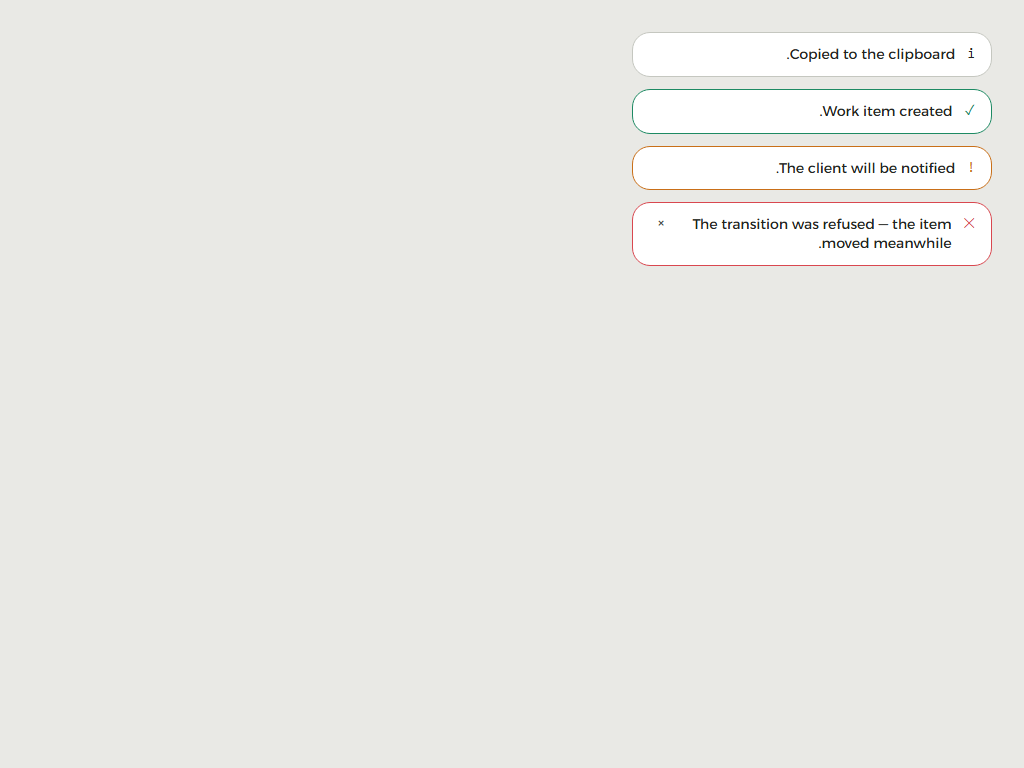 i .Copied to the clipboard
✓ .Work item created
! .The client will be notified
✕ The transition was refused – the item ×
.moved meanwhile